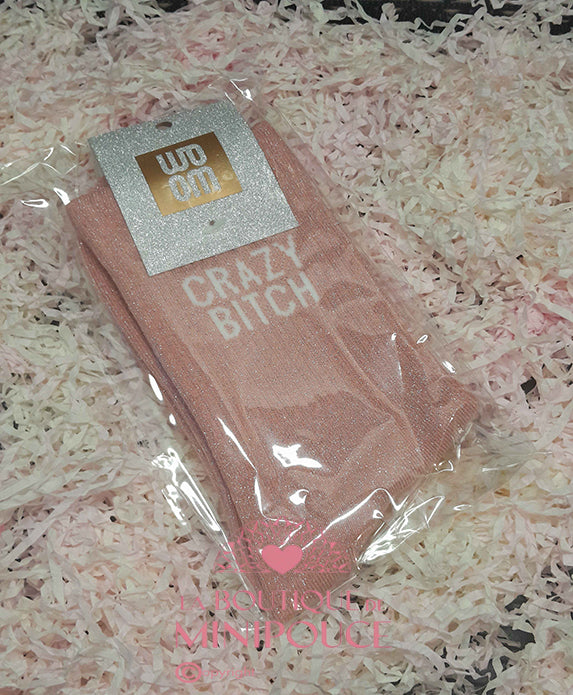 WO
OM
CRAZY
BITCH
LA BOUTIQUE DE
MINIPOUCE